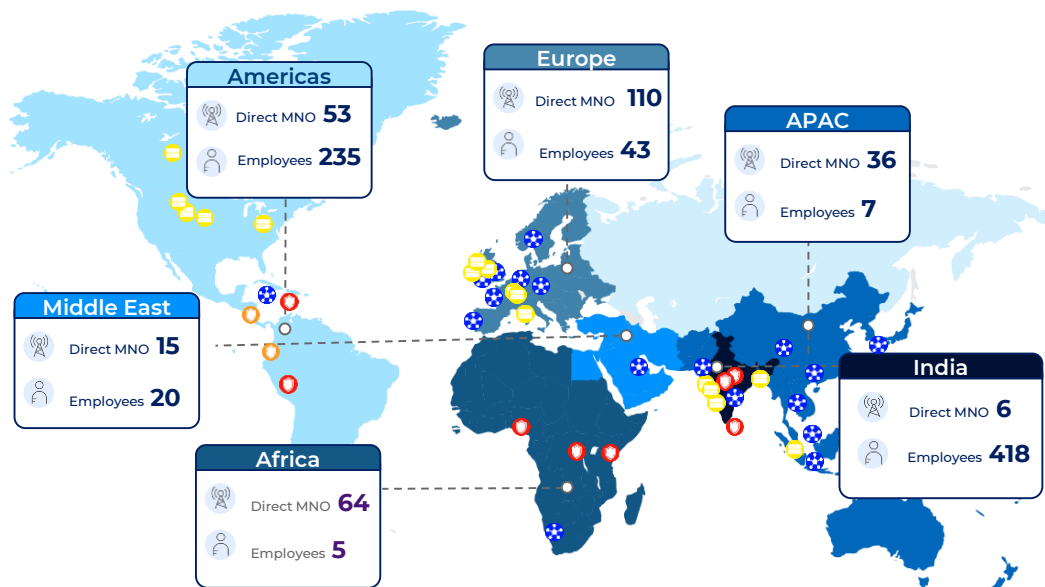 Americas
Direct MNO 53
Employees 235
Europe
Direct MNO 110
Employees 43
APAC
Direct MNO 36
Employees 7
Middle East
Direct MNO 15
Employees 20
India
Direct MNO 6
Employees 418
Africa
Direct MNO 64
Employees 5